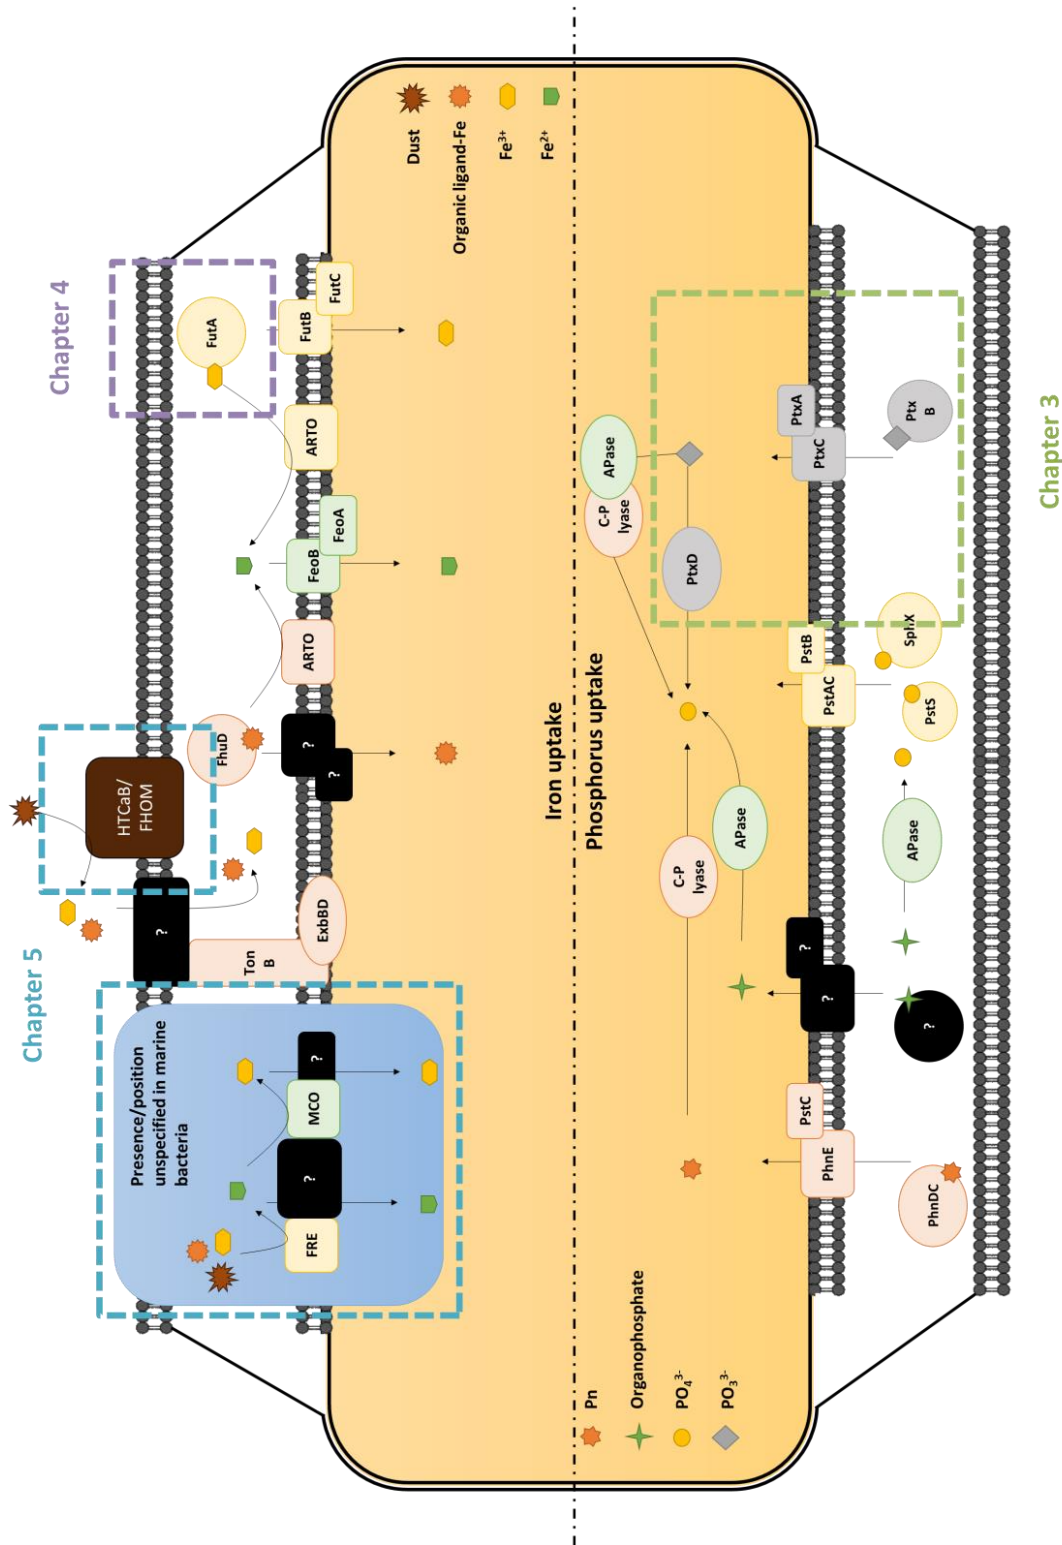 Chapter 5
Chapter 4
Presence/position
unspecified in marine
bacteria
FRE
?
MCO
?
?
Ton
B
ExbBD
HTCaB/
FHOM
FhuD
?
?
ARTO
FeoB
FeoA
ARTO
FutA
FutB
FutC
Dust
Organic ligand-Fe
Fe3+
Fe2+
Iron uptake
Phosphorus uptake
Pn
Organophosphate
PO43-
PO33-
C-P
lyase
APase
C-P
lyase
APase
PtxD
PhnE
PstC
PhnDC
?
?
?
APase
PstAC
PstB
PstS
SphX
PtxC
PtxA
Ptx
B
Chapter 3